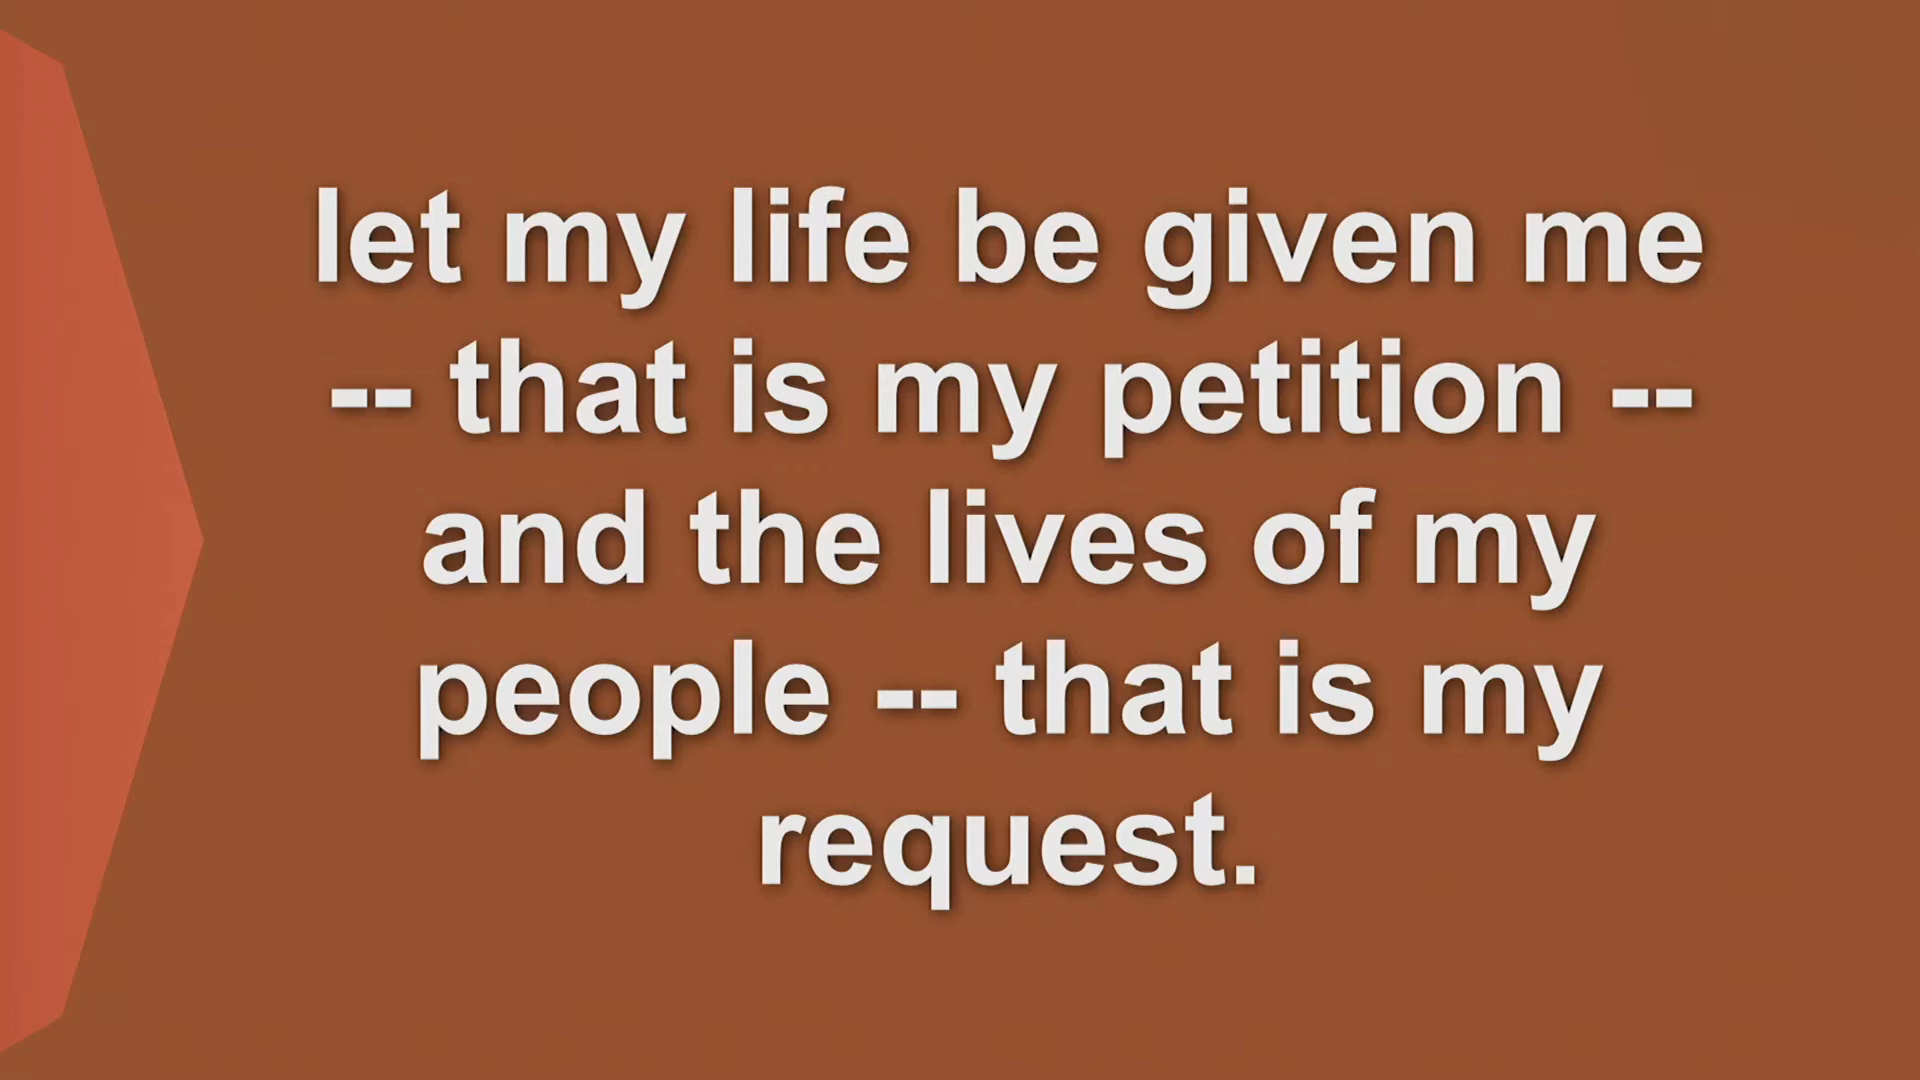 let my life be given me
-- that is my petition --
and the lives of my
people -- that is my
request.